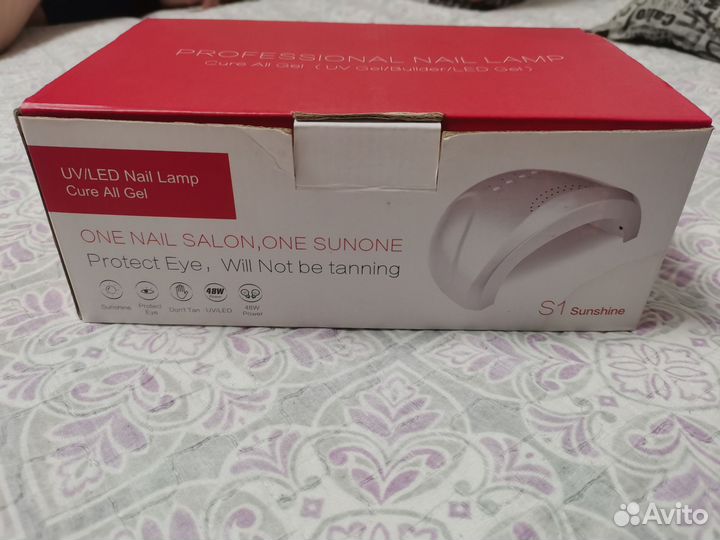 PROFESSIONAL NAIL LAMP
Cure All Gel ( UV Gel/Builder/LED Gel )
UV/LED Nail Lamp
Cure All Gel
ONE NAIL SALON,ONE SUNONE
Protect Eye, Will Not be tanning
48W
Sunshine
Protect Eye
Don't Tan
UV/LED
48W Power
S1 Sunshine
Avito